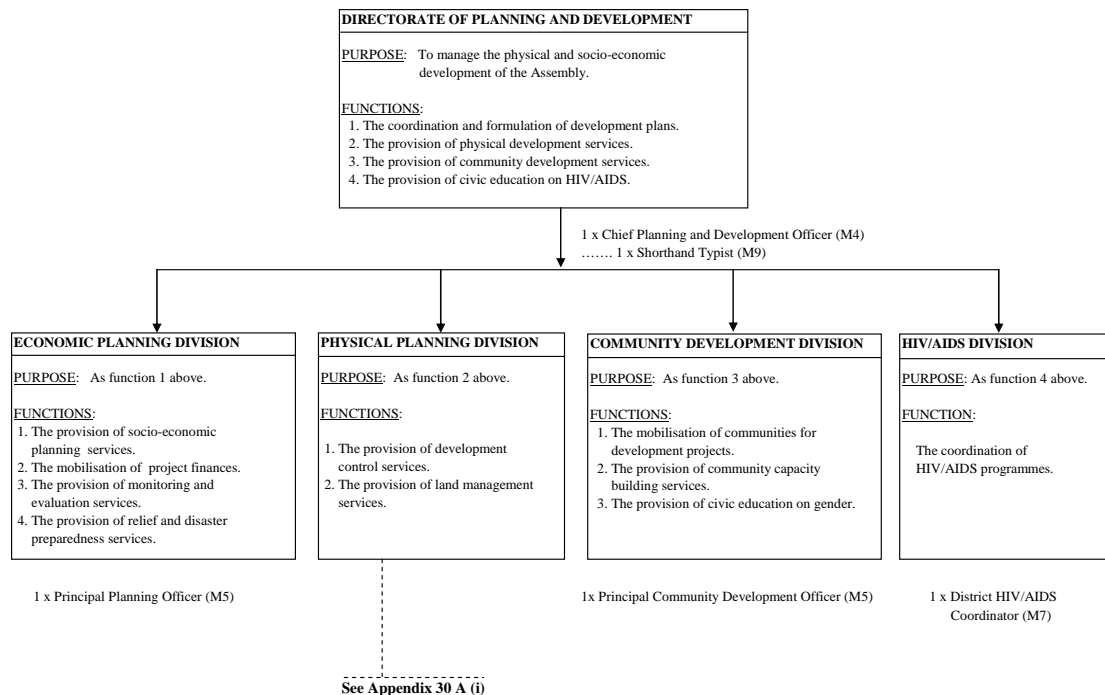 DIRECTORATE OF PLANNING AND DEVELOPMENT
PURPOSE: To manage the physical and socio-economic
development of the Assembly.
FUNCTIONS:
1. The coordination and formulation of development plans.
2. The provision of physical development services.
3. The provision of community development services.
4. The provision of civic education on HIV/AIDS.
1 x Chief Planning and Development Officer (M4)
……. 1 x Shorthand Typist (M9)
ECONOMIC PLANNING DIVISION
PURPOSE: As function 1 above.
FUNCTIONS:
1. The provision of socio-economic
planning services.
2. The mobilisation of project finances.
3. The provision of monitoring and
evaluation services.
4. The provision of relief and disaster
preparedness services.
1 x Principal Planning Officer (M5)
PHYSICAL PLANNING DIVISION
PURPOSE: As function 2 above.
FUNCTIONS:
1. The provision of development
control services.
2. The provision of land management
services.
See Appendix 30 A (i)
COMMUNITY DEVELOPMENT DIVISION
PURPOSE: As function 3 above.
FUNCTIONS:
1. The mobilisation of communities for
development projects.
2. The provision of community capacity
building services.
3. The provision of civic education on gender.
1x Principal Community Development Officer (M5)
HIV/AIDS DIVISION
PURPOSE: As function 4 above.
FUNCTION:
The coordination of
HIV/AIDS programmes.
1 x District HIV/AIDS
Coordinator (M7)